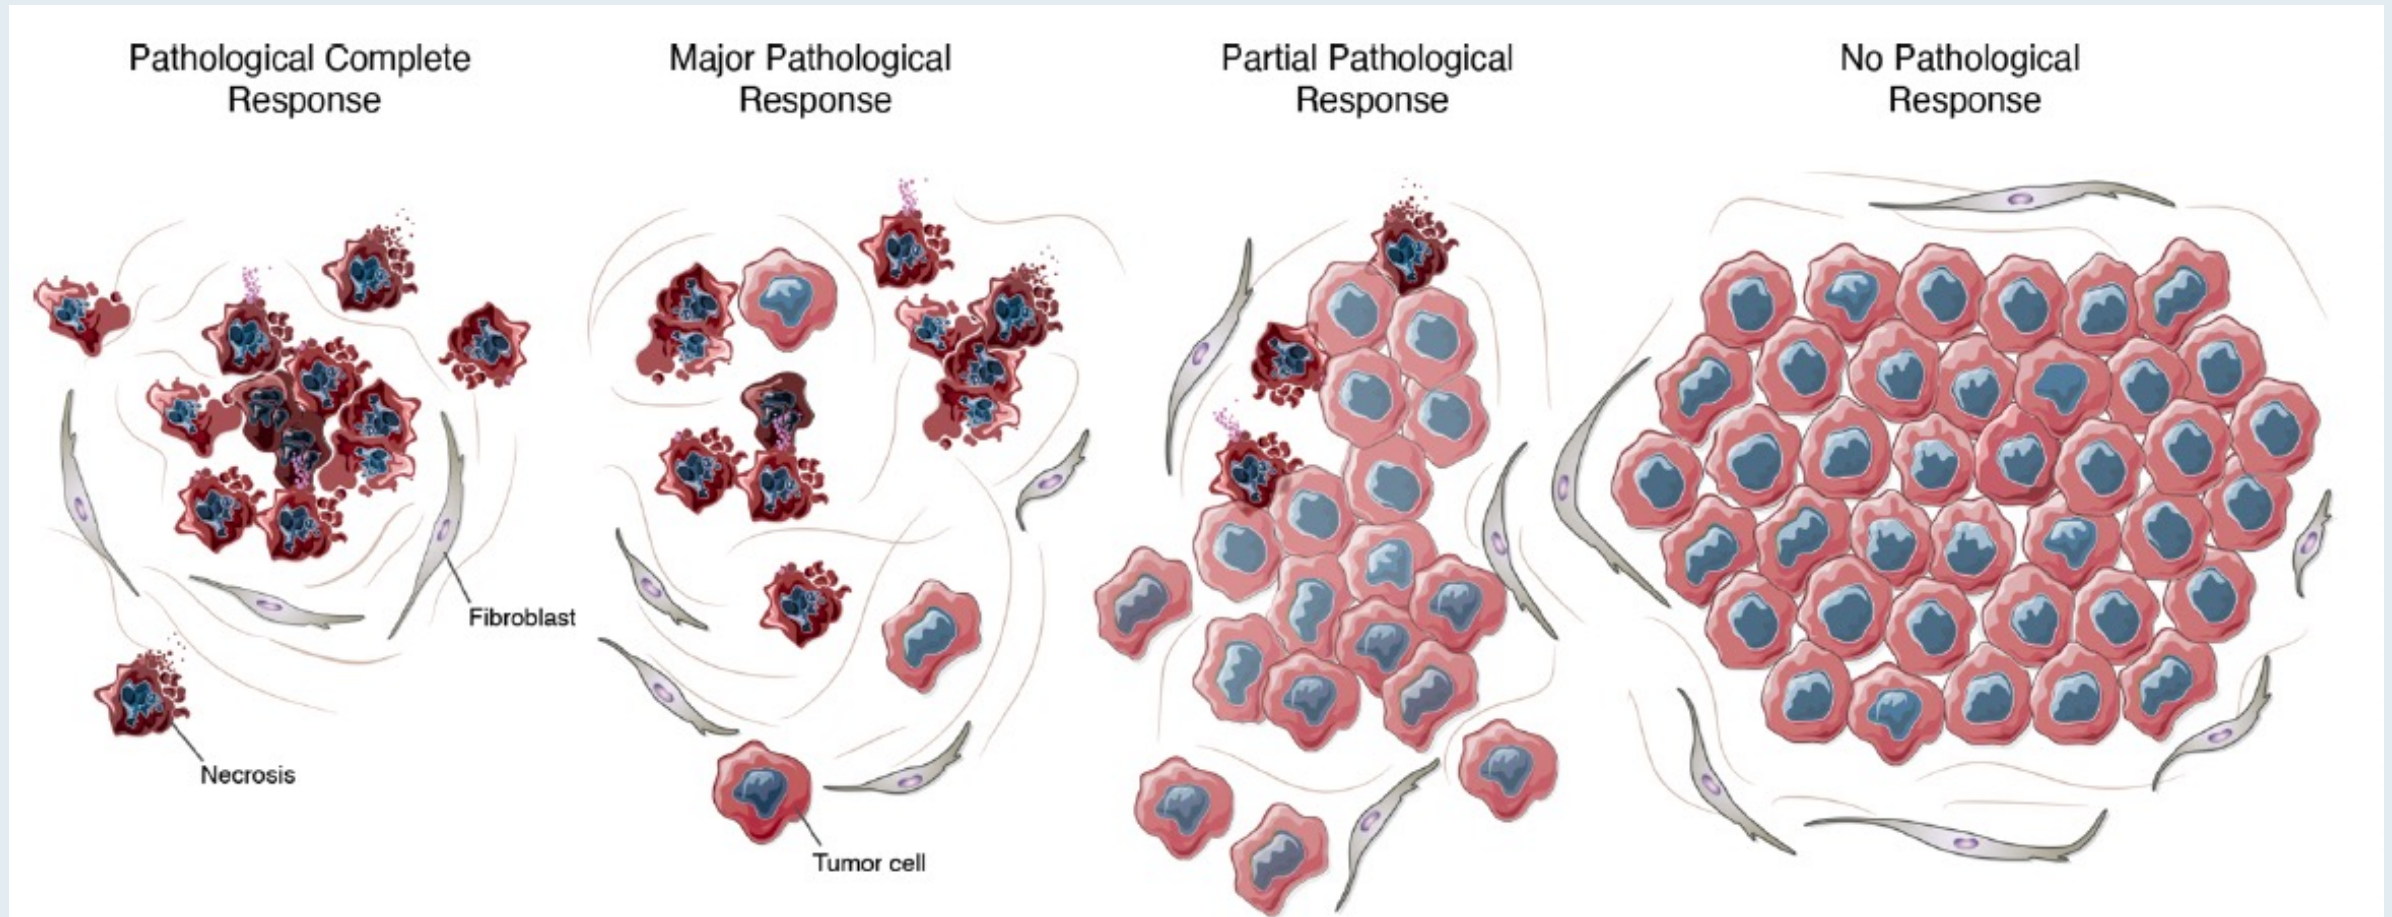 Pathological Complete
Response
Major Pathological
Response
Partial Pathological
Response
No Pathological
Response
Fibroblast
Necrosis
Tumor cell